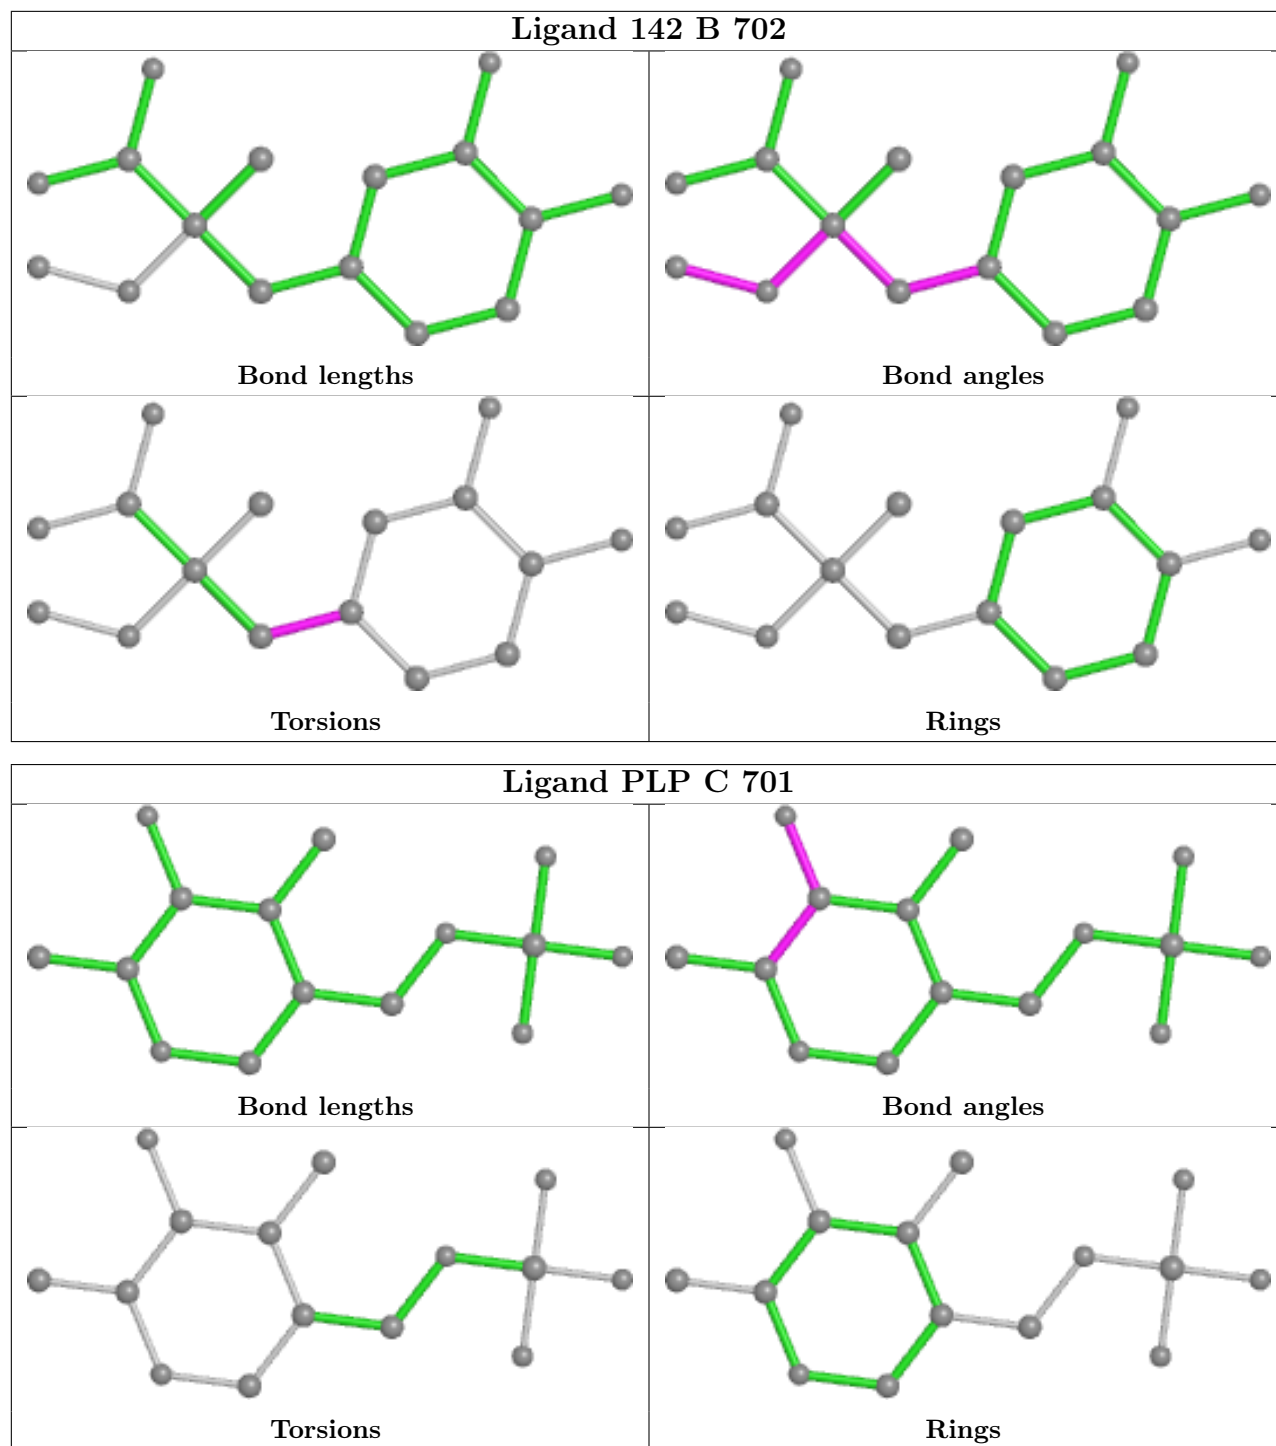 Ligand 142 B 702
Bond lengths
Bond angles
Torsions
Rings
Ligand PLP C 701
Bond lengths
Bond angles
Torsions
Rings